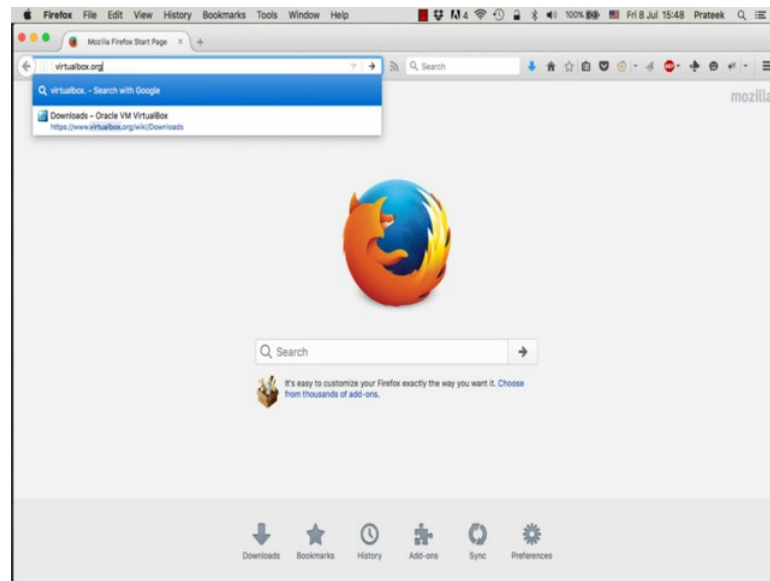 Firefox File Edit View History Bookmarks Tools Window Help 4 100% Fri 8 Jul 15:48 Prateek
Mozilla Firefox Start Page
virtualbox.org Search
virtualbox. - Search with Google
Downloads – Oracle VM VirtualBox
https://www.virtualbox.org/wiki/Downloads
mozilla
Search
It's easy to customize your Firefox exactly the way you want it. Choose
from thousands of add-ons.
Downloads Bookmarks History Add-ons Sync Preferences